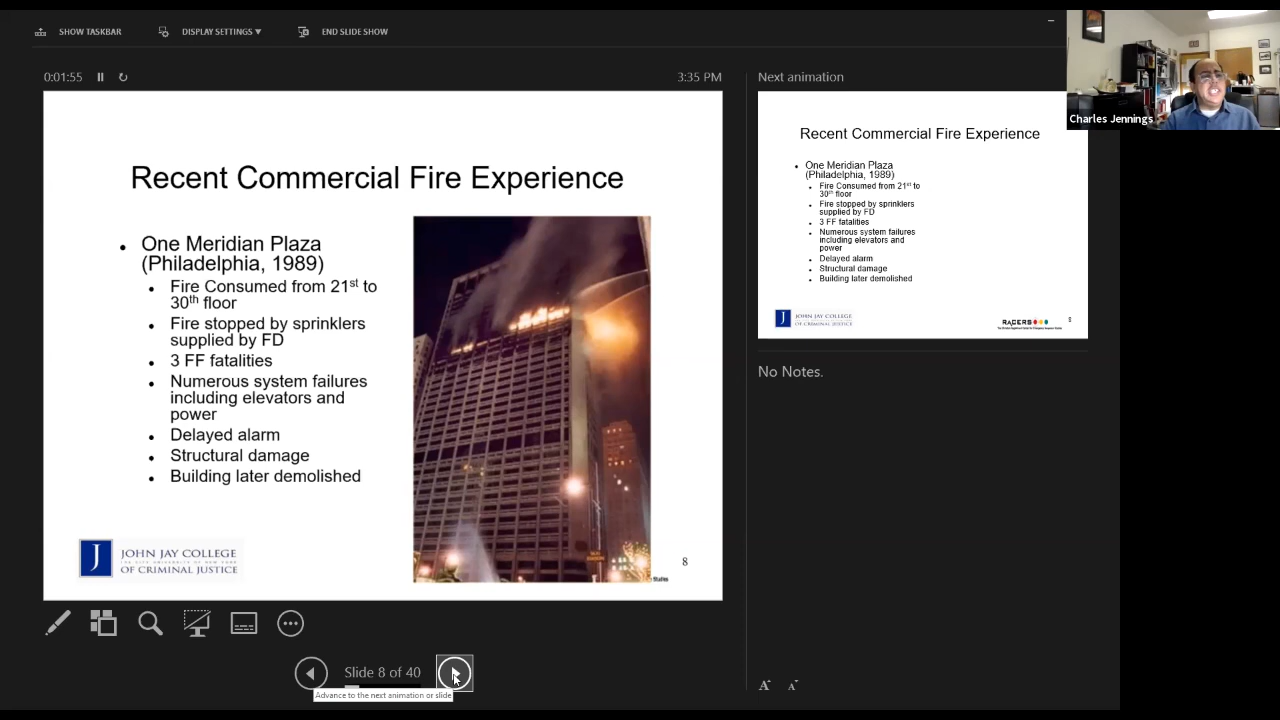 SHOW TASKBAR
DISPLAY SETTINGS ▼
END SLIDE SHOW
0:01:55
3:35 PM
Recent Commercial Fire Experience
• One Meridian Plaza
(Philadelphia, 1989)
• Fire Consumed from 21st to
30th floor
• Fire stopped by sprinklers
supplied by FD
• 3 FF fatalities
• Numerous system failures
including elevators and
power
• Delayed alarm
• Structural damage
• Building later demolished
J
JOHN JAY COLLEGE
THE CITY UNIVERSITY OF NEW YORK
OF CRIMINAL JUSTICE
8
Slide 8 of 40
Advance to the next animation or slide
Next animation
Recent Commercial Fire Experience
• One Meridian Plaza
(Philadelphia, 1989)
• Fire Consumed from 21st to
30th floor
• Fire stopped by sprinklers
supplied by FD
• 3 FF fatalities
• Numerous system failures
including elevators and
power
• Delayed alarm
• Structural damage
• Building later demolished
J
JOHN JAY COLLEGE
OF CRIMINAL JUSTICE
RACERS
No Notes.
A
A
Charles Jennings